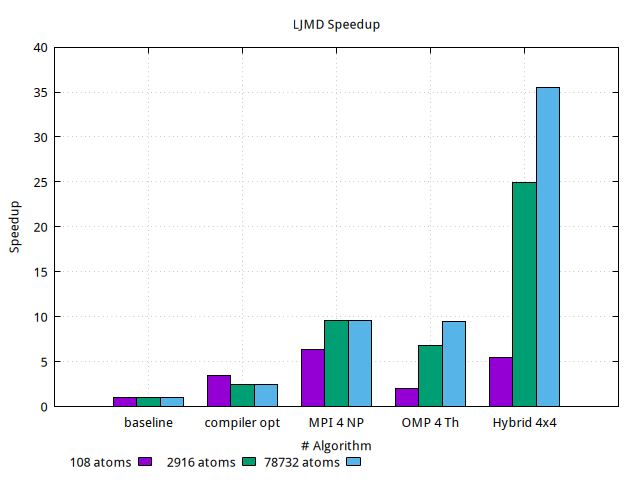 LJMD Speedup
40
35
30
25
20
15
10
5
0
Speedup
baseline compiler opt MPI 4 NP OMP 4 Th Hybrid 4x4
# Algorithm
108 atoms 2916 atoms 78732 atoms